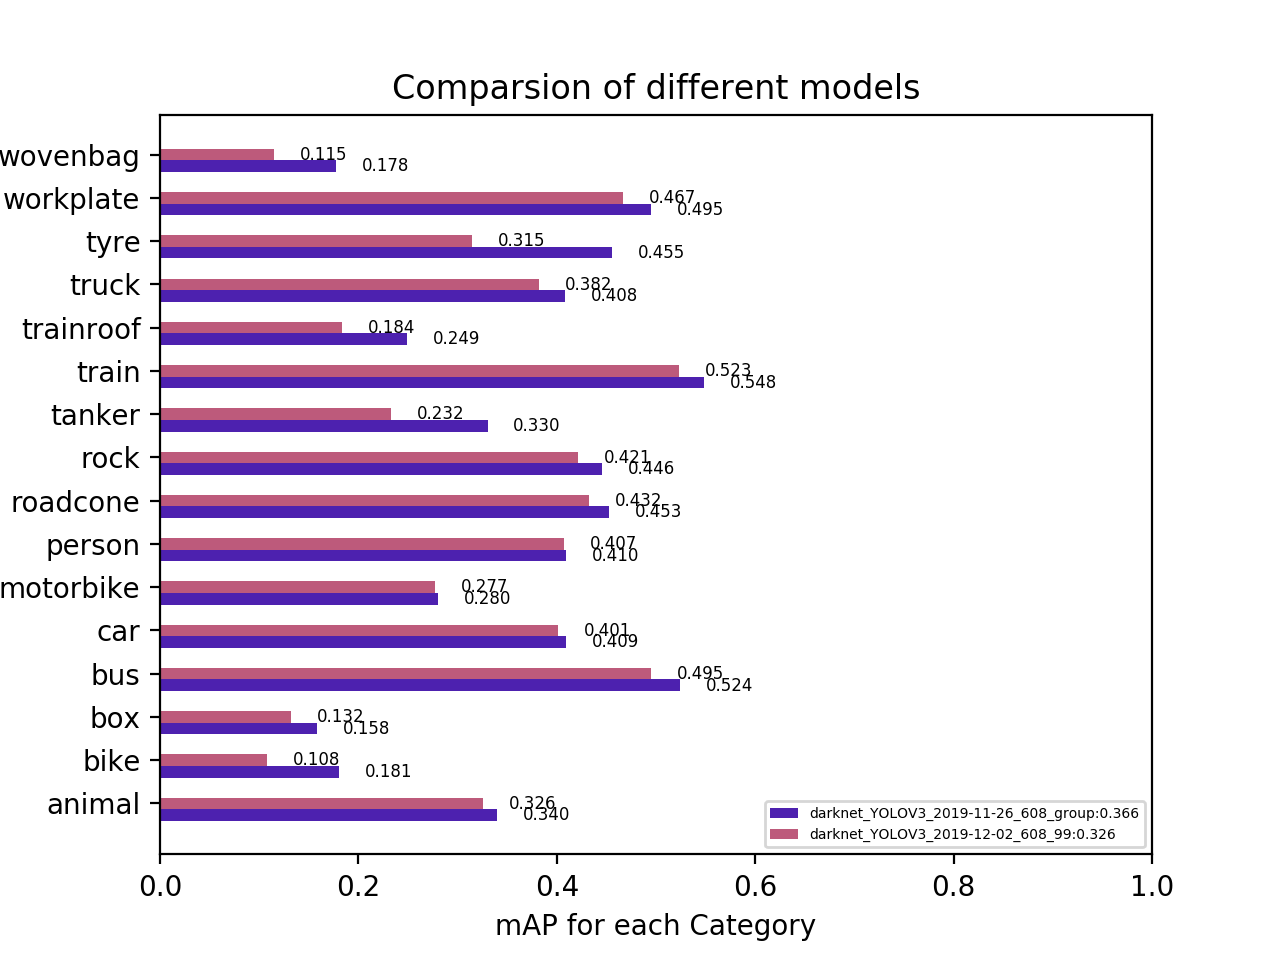 Comparsion of different models
wovenbag 0.115
0.178
workplate 0.467
0.495
tyre 0.315
0.455
truck 0.382
0.408
trainroof 0.184
0.249
train 0.523
0.548
tanker 0.232
0.330
rock 0.421
0.446
roadcone 0.432
0.453
person 0.407
0.410
motorbike 0.277
0.280
car 0.401
0.409
bus 0.495
0.524
box 0.132
0.158
bike 0.108
0.181
animal 0.326
0.340
darknet_YOLOV3_2019-11-26_608_group:0.366
darknet_YOLOV3_2019-12-02_608_99:0.326
0.0 0.2 0.4 0.6 0.8 1.0
mAP for each Category